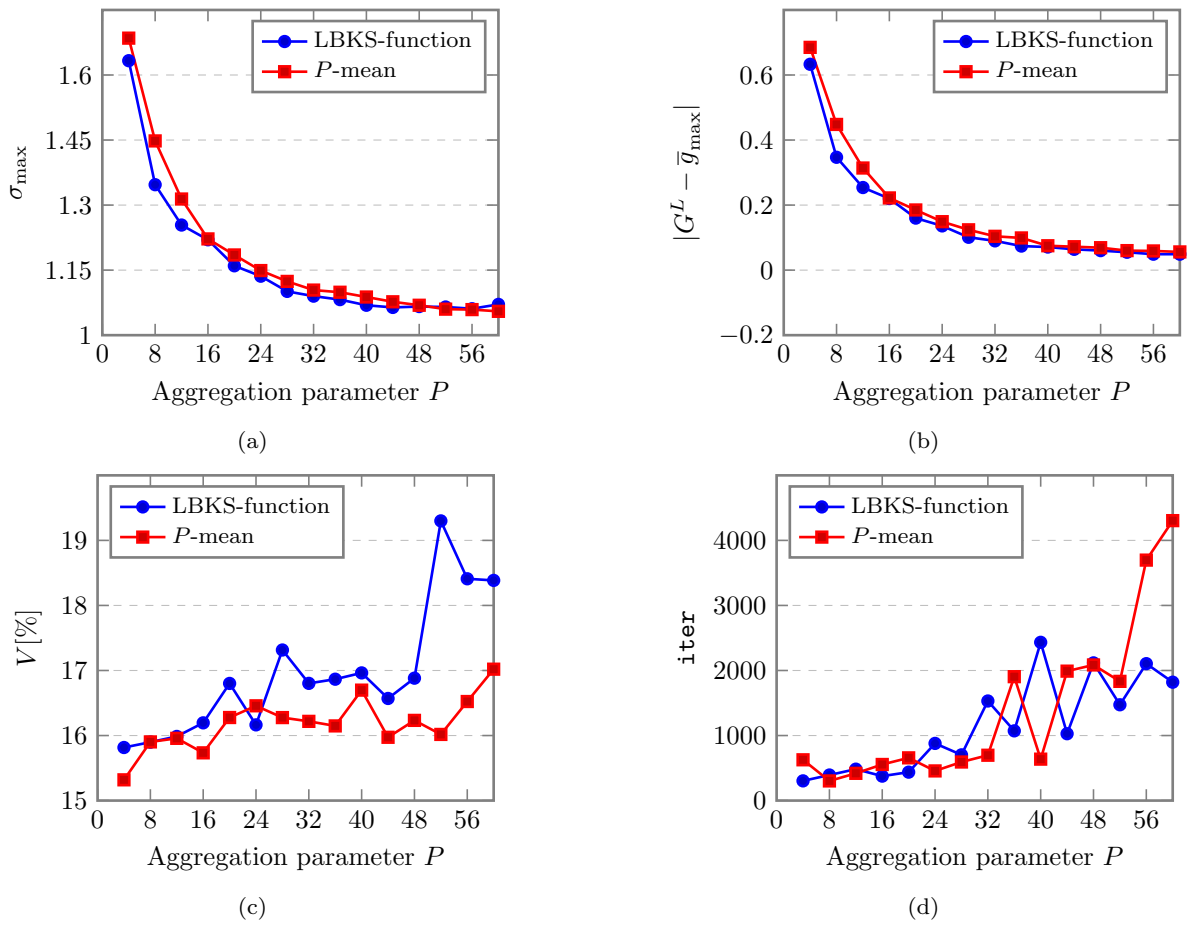 LBKS-function
P-mean
σmax
1.6
1.45
1.3
1.15
1
0 8 16 24 32 40 48 56
Aggregation parameter P
(a)
LBKS-function
P-mean
|G^L − ḡmax|
0.6
0.4
0.2
0
−0.2
0 8 16 24 32 40 48 56
Aggregation parameter P
(b)
LBKS-function
P-mean
V[%]
19
18
17
16
15
0 8 16 24 32 40 48 56
Aggregation parameter P
(c)
LBKS-function
P-mean
iter
4000
3000
2000
1000
0
0 8 16 24 32 40 48 56
Aggregation parameter P
(d)